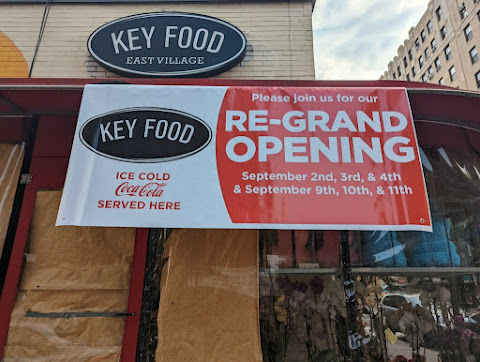 KEY FOOD
EAST VILLAGE
KEY FOOD
ICE COLD
Coca-Cola
SERVED HERE
Please join us for our
RE-GRAND
OPENING
September 2nd, 3rd, & 4th
& September 9th, 10th, & 11th